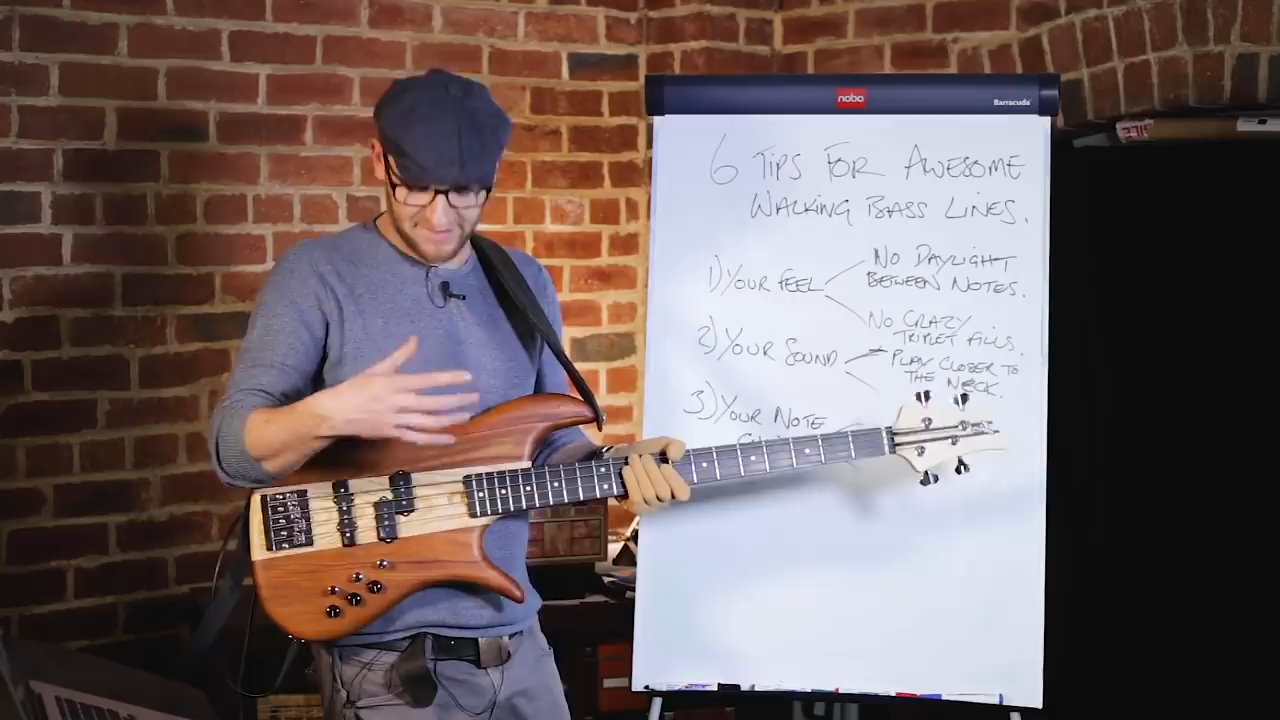 nobo
Barracuda
6 TIPS FOR AWESOME
WALKING BASS LINES.
1) YOUR FEEL
NO DAYLIGHT
BETWEEN NOTES.
NO CRAZY
TRIPLET FILLS.
2) YOUR SOUND
PLAY CLOSER TO
THE NECK.
3) YOUR NOTE